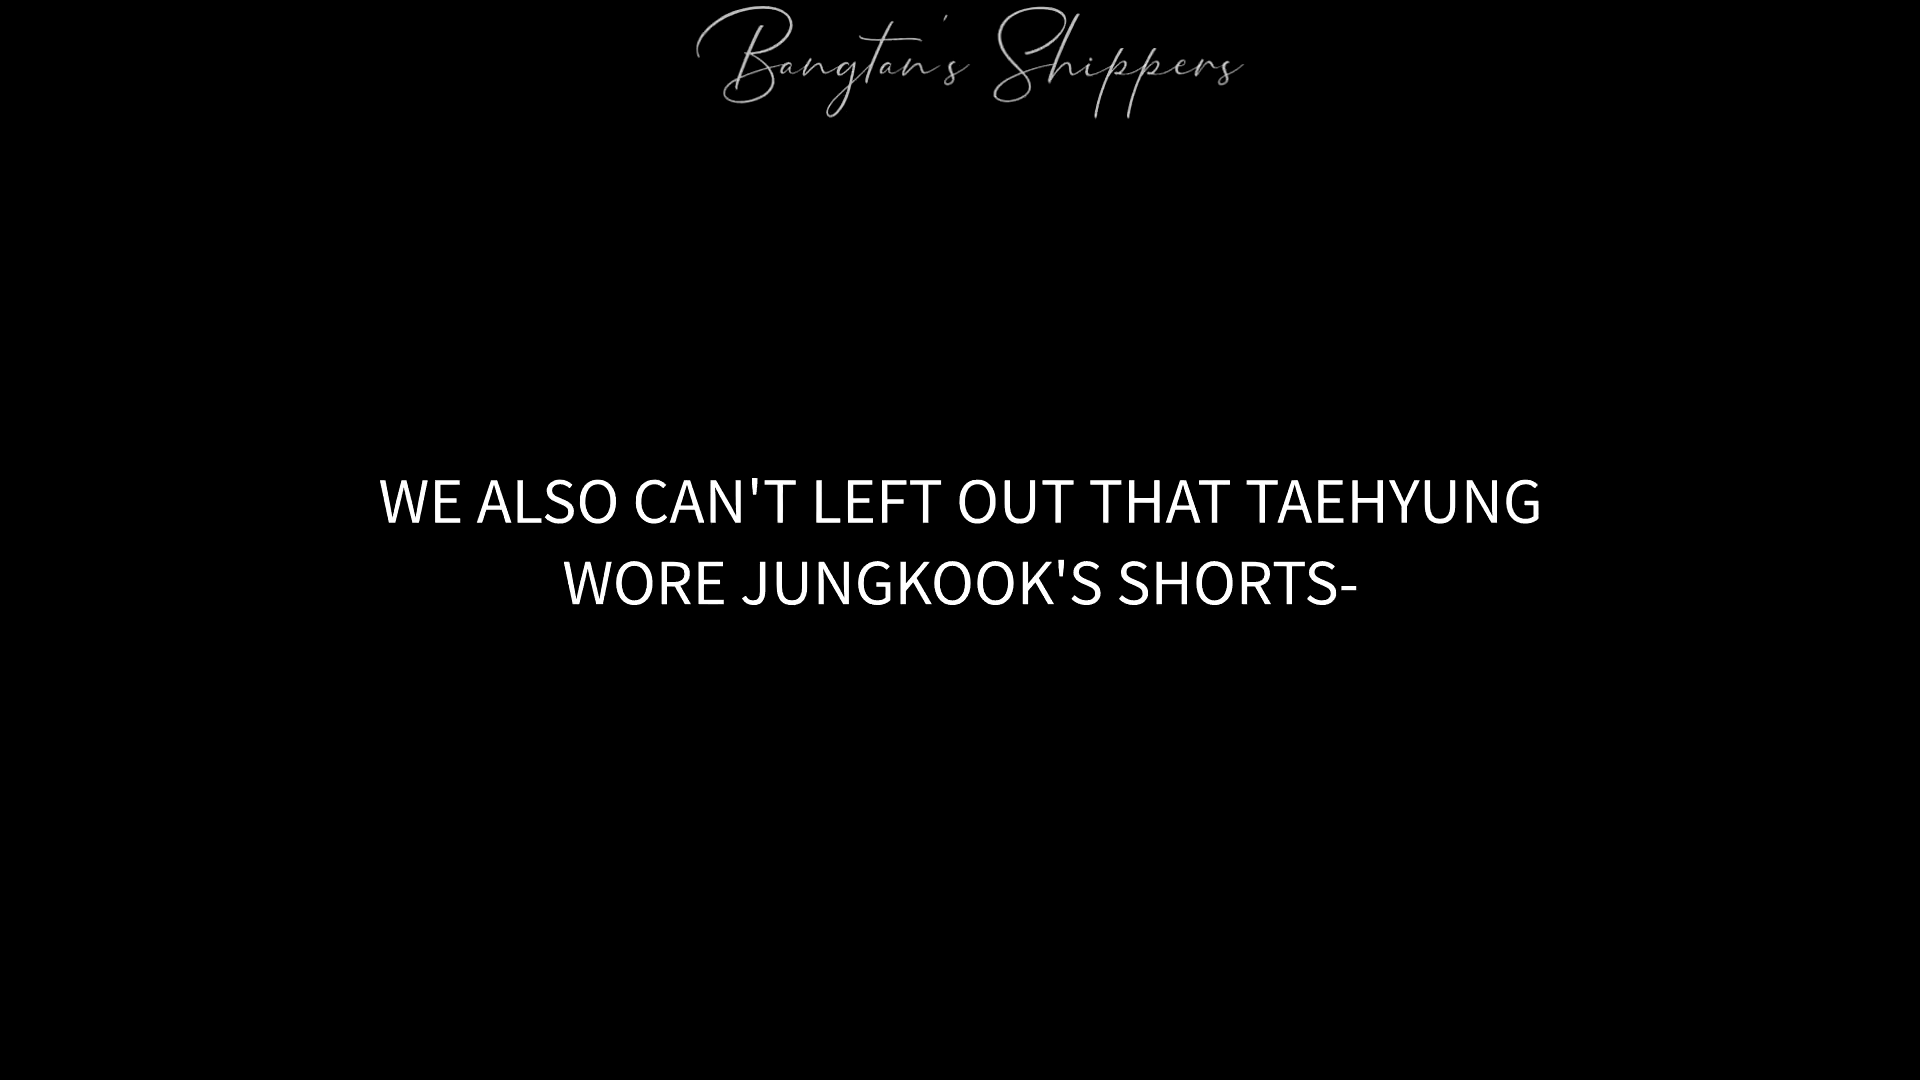 Bangtan's Shippers
WE ALSO CAN'T LEFT OUT THAT TAEHYUNG
WORE JUNGKOOK'S SHORTS-